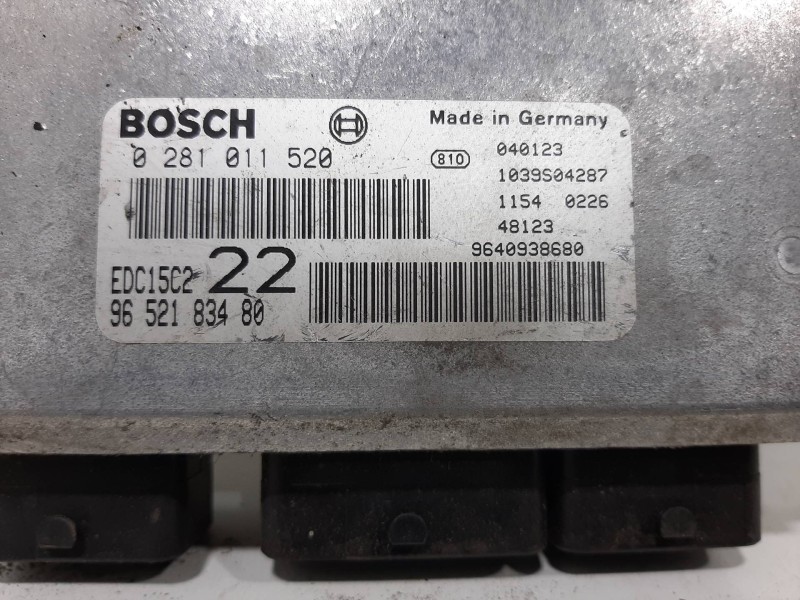 BOSCH
Made in Germany
0 281 011 520
810
040123
1039S04287
1154 0226
48123
9640938680
EDC15C2 22
96 521 834 80